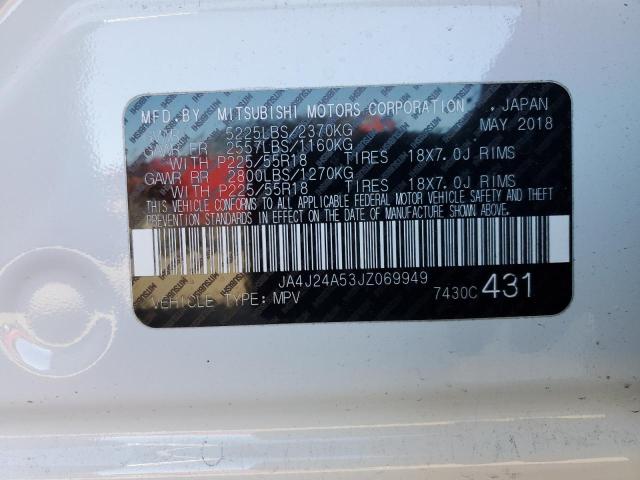 MFD. BY MITSUBISHI MOTORS CORPORATION . JAPAN
GVWR 5225LBS/2370KG MAY 2018
GAWR FR 2557LBS/1160KG
WITH P225/55R18 TIRES 18X7.0J RIMS
GAWR RR 2800LBS/1270KG
WITH P225/55R18 TIRES 18X7.0J RIMS
THIS VEHICLE CONFORMS TO ALL APPLICABLE FEDERAL MOTOR VEHICLE SAFETY AND THEFT
PREVENTION STANDARDS IN EFFECT ON THE DATE OF MANUFACTURE SHOWN ABOVE.
JA4J24A53JZ069949
VEHICLE TYPE: MPV 7430C 431